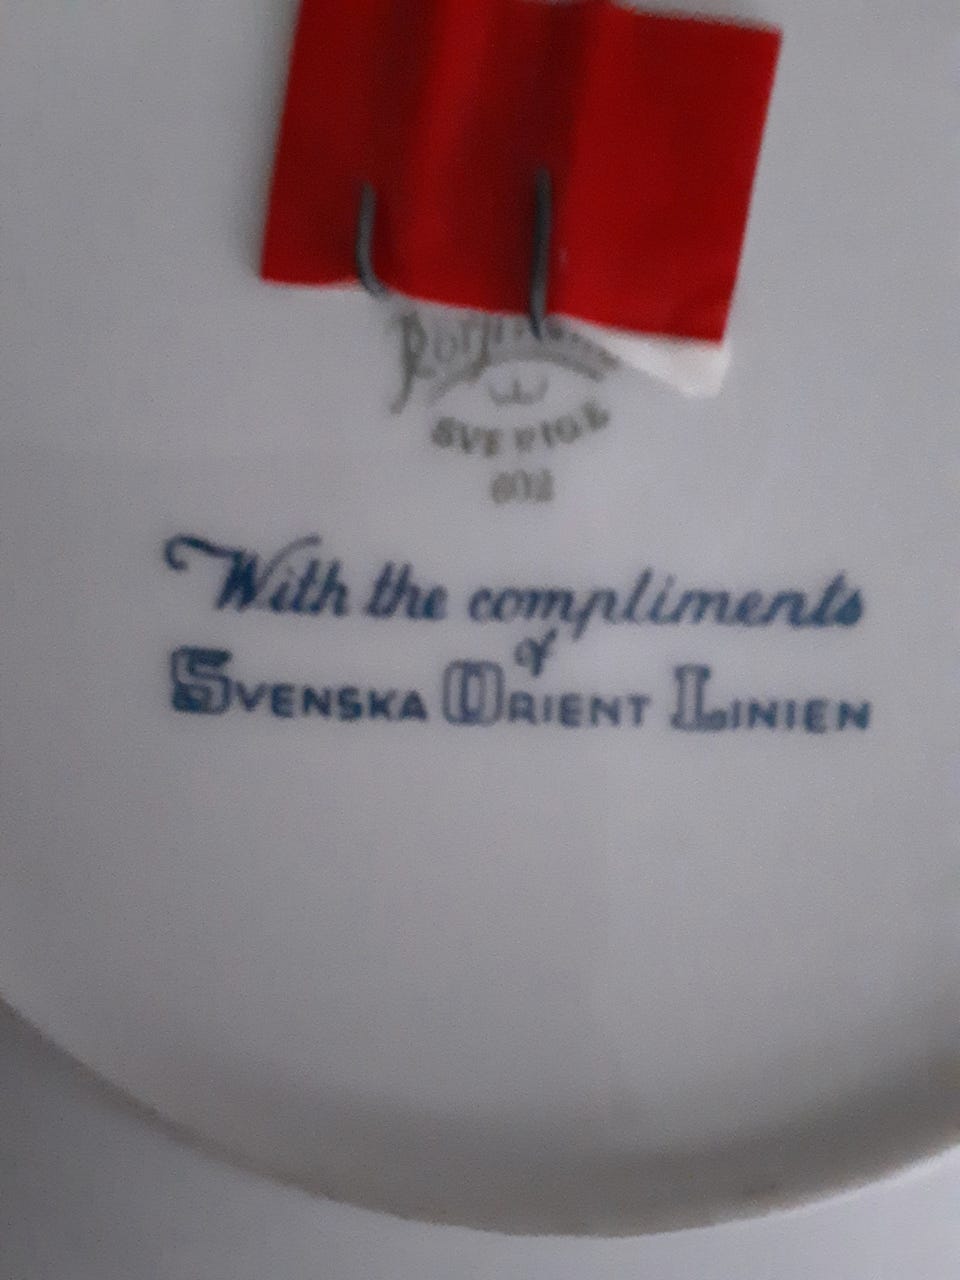 SVERIGE
With the compliments
of
SVENSKA ORIENT LINIEN